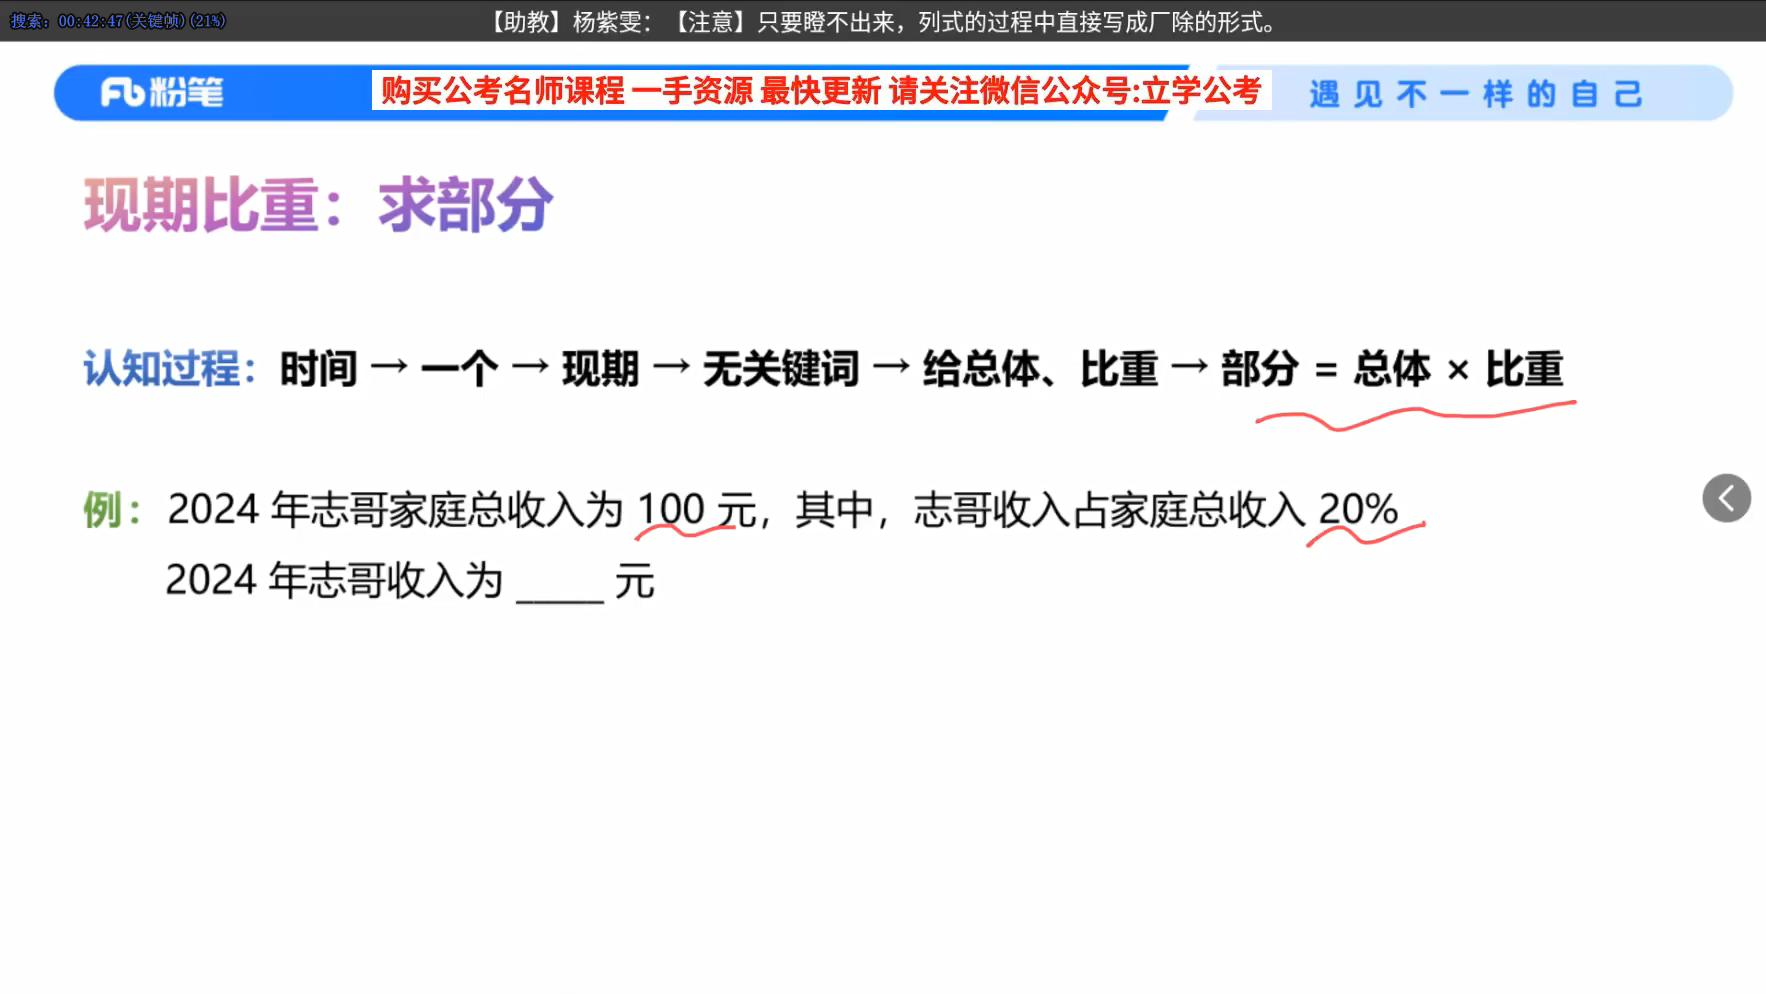 搜索：00:42:47(关键帧)(21%)
【助教】杨紫雯：【注意】只要瞪不出来，列式的过程中直接写成厂除的形式。
粉笔
购买公考名师课程 一手资源 最快更新 请关注微信公众号:立学公考
遇见不一样的自己
现期比重：求部分
认知过程：时间 → 一个 → 现期 → 无关键词 → 给总体、比重 → 部分 = 总体 × 比重
例：2024 年志哥家庭总收入为 100 元，其中，志哥收入占家庭总收入 20%
2024 年志哥收入为 _____ 元